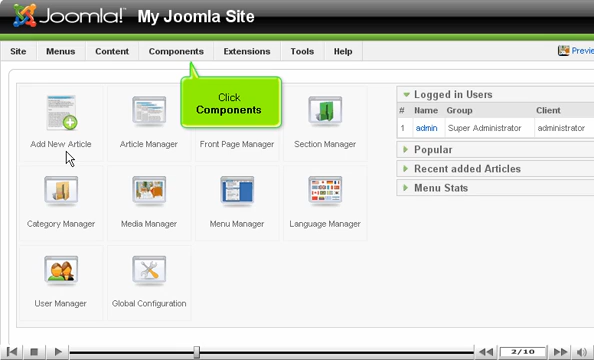 Joomla!™ My Joomla Site
Site Menus Content Components Extensions Tools Help
Click
Components
Add New Article
Article Manager
Front Page Manager
Section Manager
Category Manager
Media Manager
Menu Manager
Language Manager
User Manager
Global Configuration
Logged in Users
# Name Group Client
1 admin Super Administrator administrator
Popular
Recent added Articles
Menu Stats
2/10